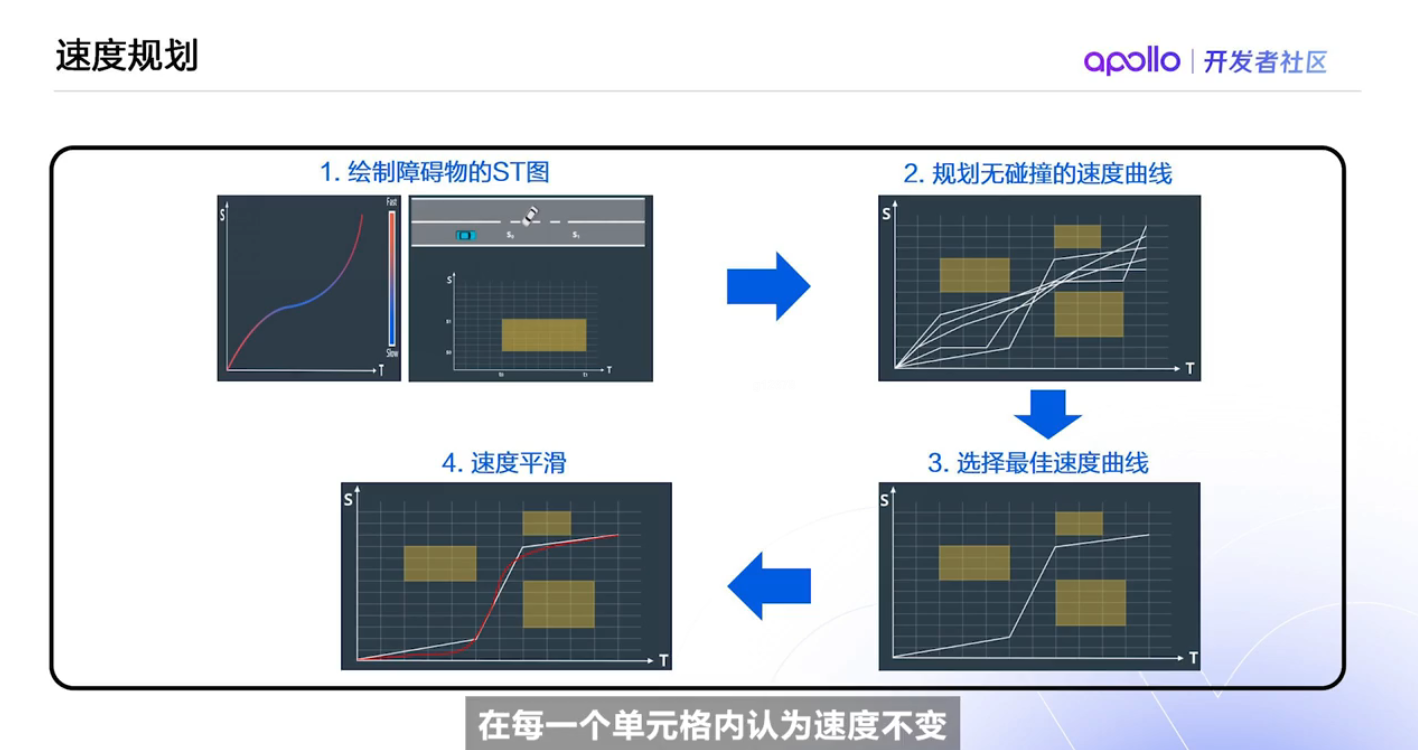 速度规划
apollo | 开发者社区
1. 绘制障碍物的ST图
2. 规划无碰撞的速度曲线
S
Fast
Slow
T
S₀
S₁
S
T
S
T
4. 速度平滑
3. 选择最佳速度曲线
S
T
S
T
在每一个单元格内认为速度不变